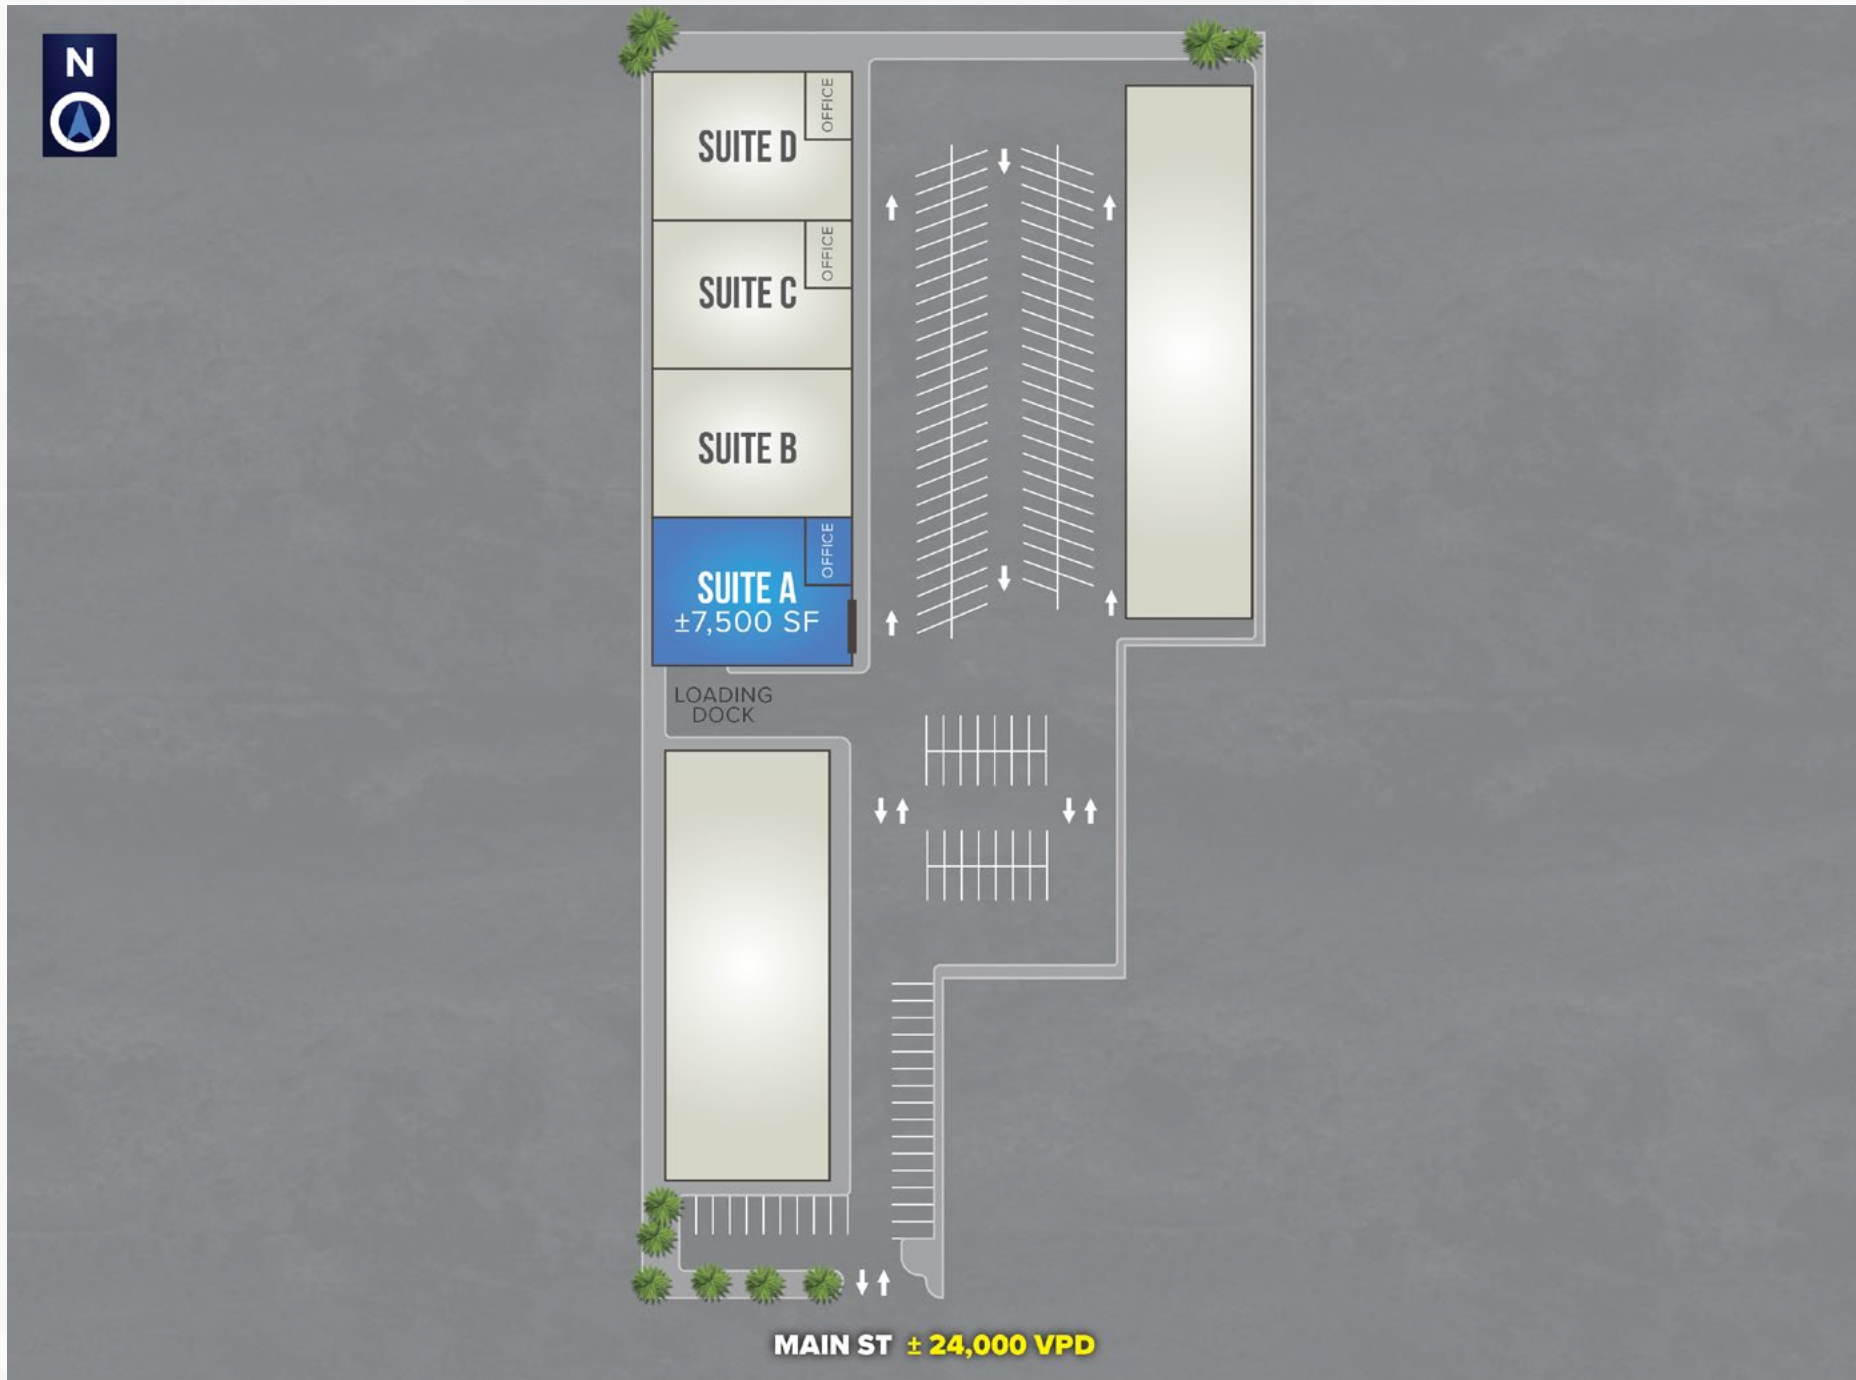 N
OFFICE
SUITE D
OFFICE
SUITE C
SUITE B
OFFICE
SUITE A
±7,500 SF
LOADING
DOCK
MAIN ST ± 24,000 VPD